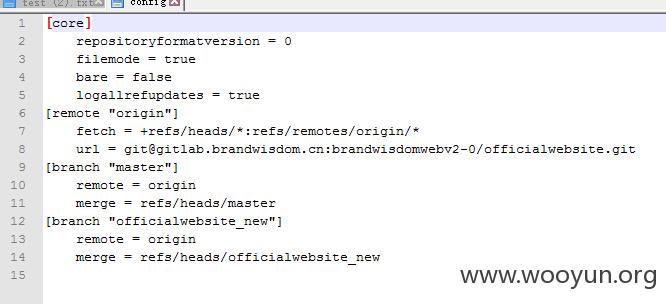 test (2).txt config
1 [core]
2 repositoryformatversion = 0
3 filemode = true
4 bare = false
5 logallrefupdates = true
6 [remote "origin"]
7 fetch = +refs/heads/*:refs/remotes/origin/*
8 url = git@gitlab.brandwisdom.cn:brandwisdomwebv2-0/officialwebsite.git
9 [branch "master"]
10 remote = origin
11 merge = refs/heads/master
12 [branch "officialwebsite_new"]
13 remote = origin
14 merge = refs/heads/officialwebsite_new
15
www.wooyun.org